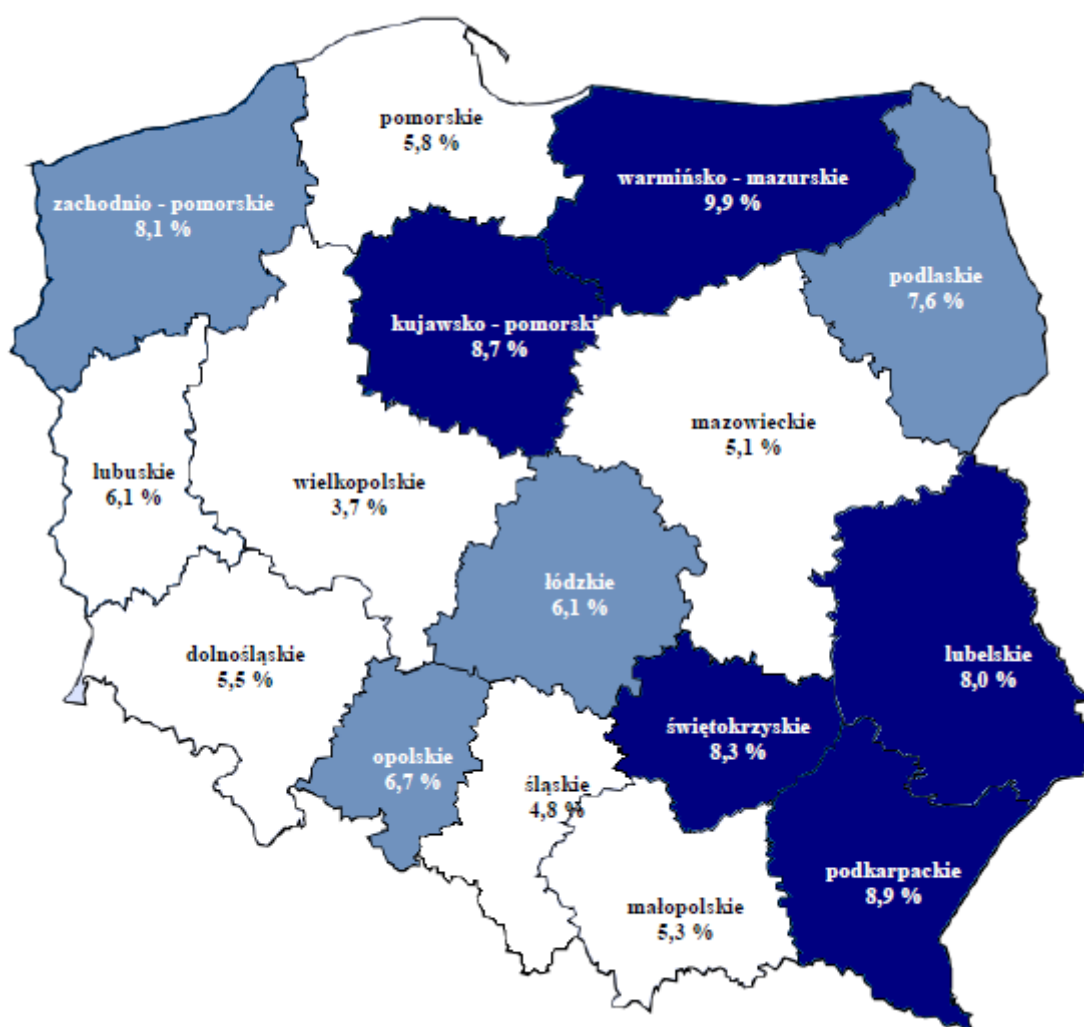 pomorskie
5,8 %
warmińsko - mazurskie
9,9 %
zachodnio - pomorskie
8,1 %
podlaskie
7,6 %
kujawsko - pomorski
8,7 %
mazowieckie
5,1 %
lubuskie
6,1 %
wielkopolskie
3,7 %
łódzkie
6,1 %
dolnośląskie
5,5 %
lubelskie
8,0 %
świętokrzyskie
8,3 %
opolskie
6,7 %
śląskie
4,8 %
podkarpackie
8,9 %
małopolskie
5,3 %